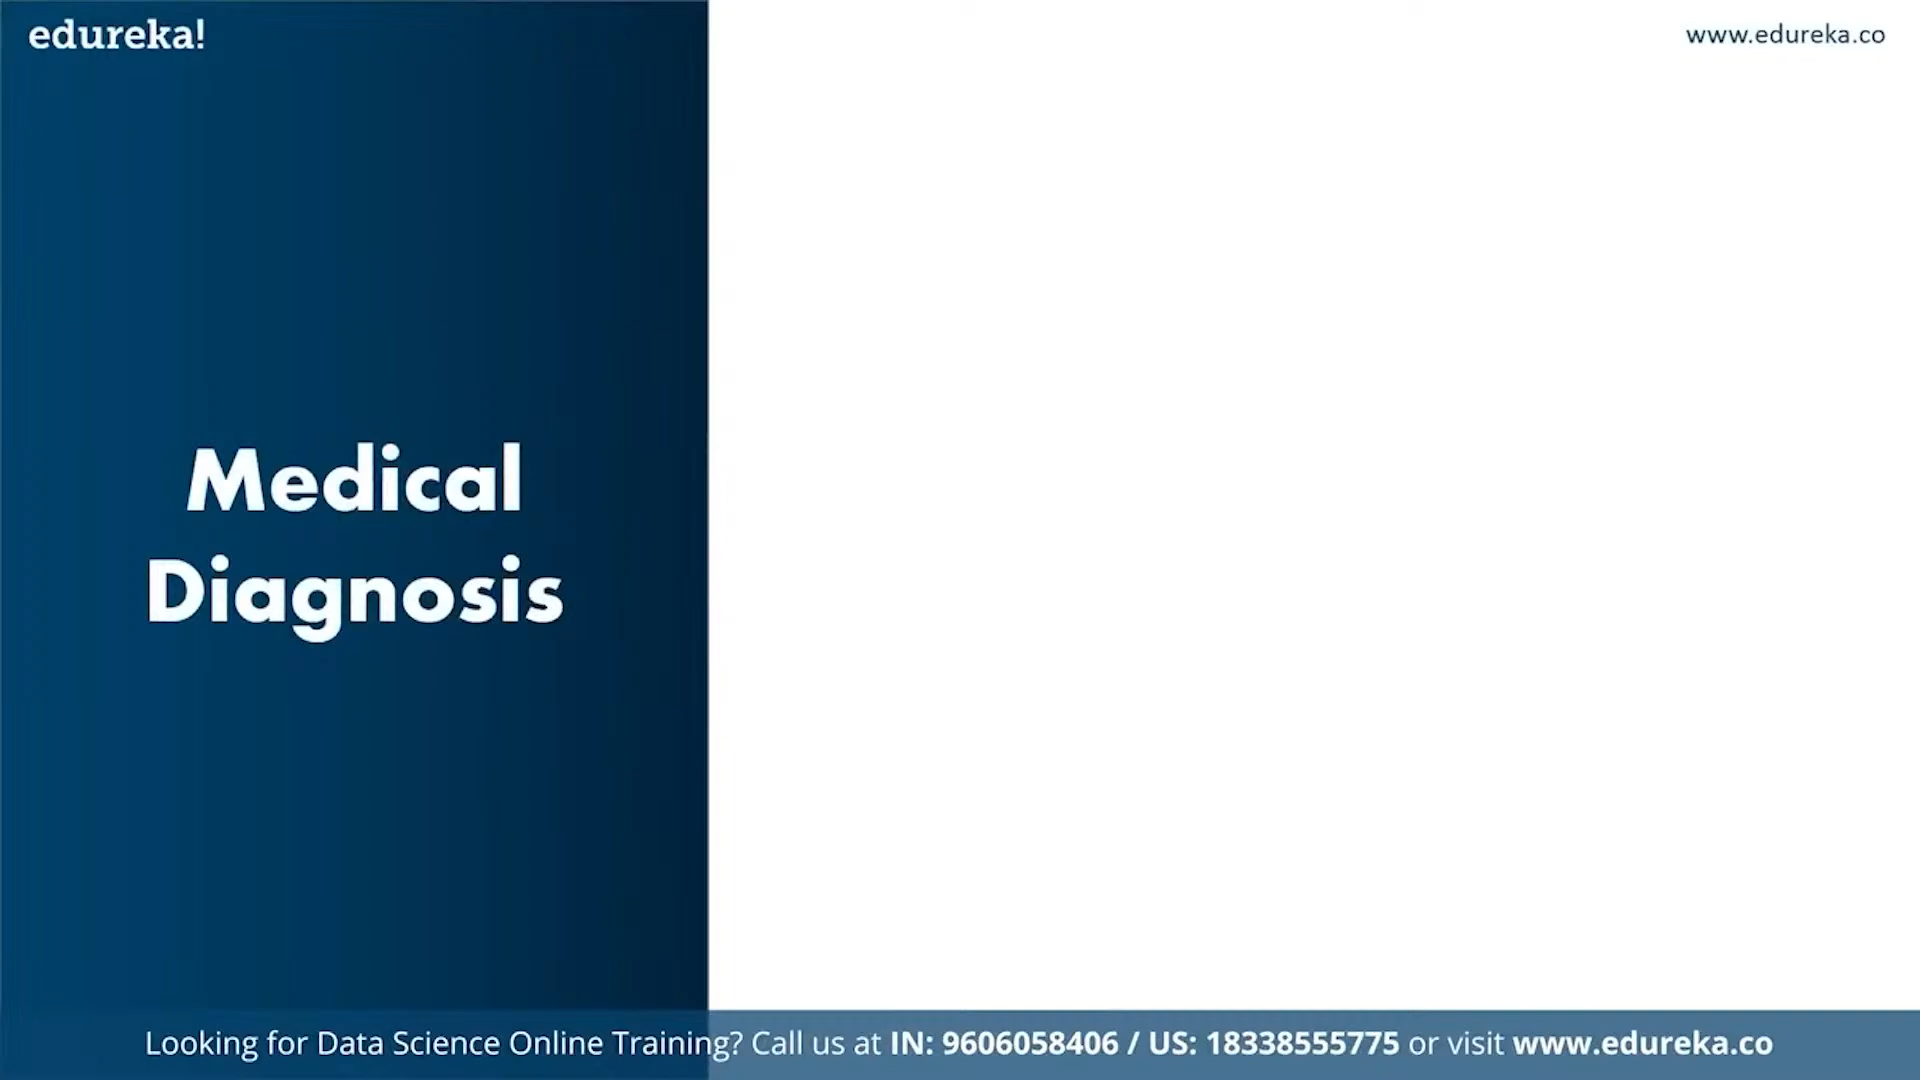 edureka!
www.edureka.co
Medical
Diagnosis
Looking for Data Science Online Training? Call us at IN: 9606058406 / US: 18338555775 or visit www.edureka.co